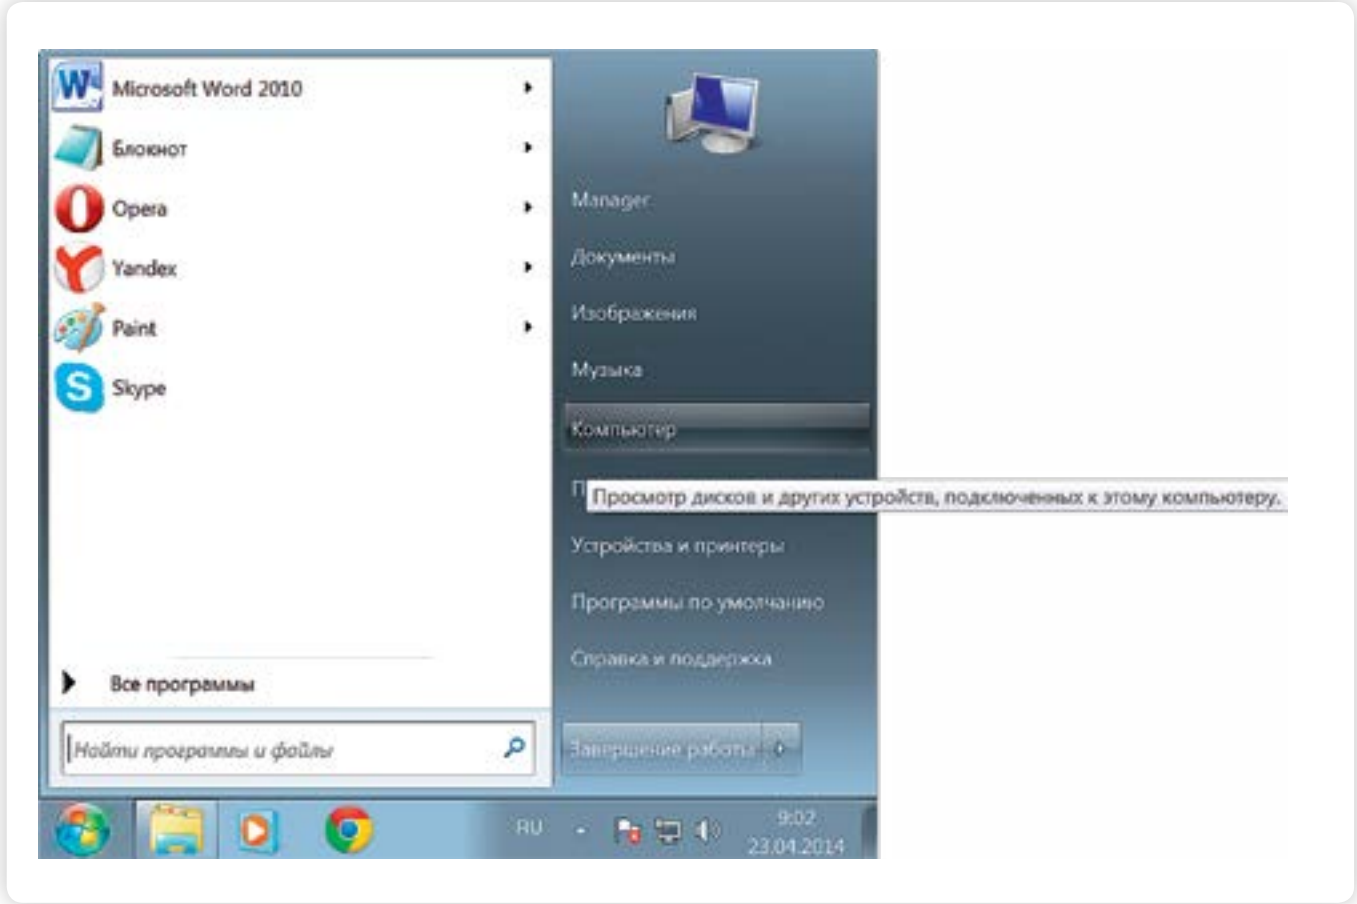 Microsoft Word 2010
Блокнот
Opera
Yandex
Paint
Skype
Все программы
Найти программы и файлы
Manager
Документы
Изображения
Музыка
Компьютер
П
Просмотр дисков и других устройств, подключенных к этому компьютеру.
Устройства и принтеры
Программы по умолчанию
Справка и поддержка
Завершение работы
RU
9:02
23.04.2014